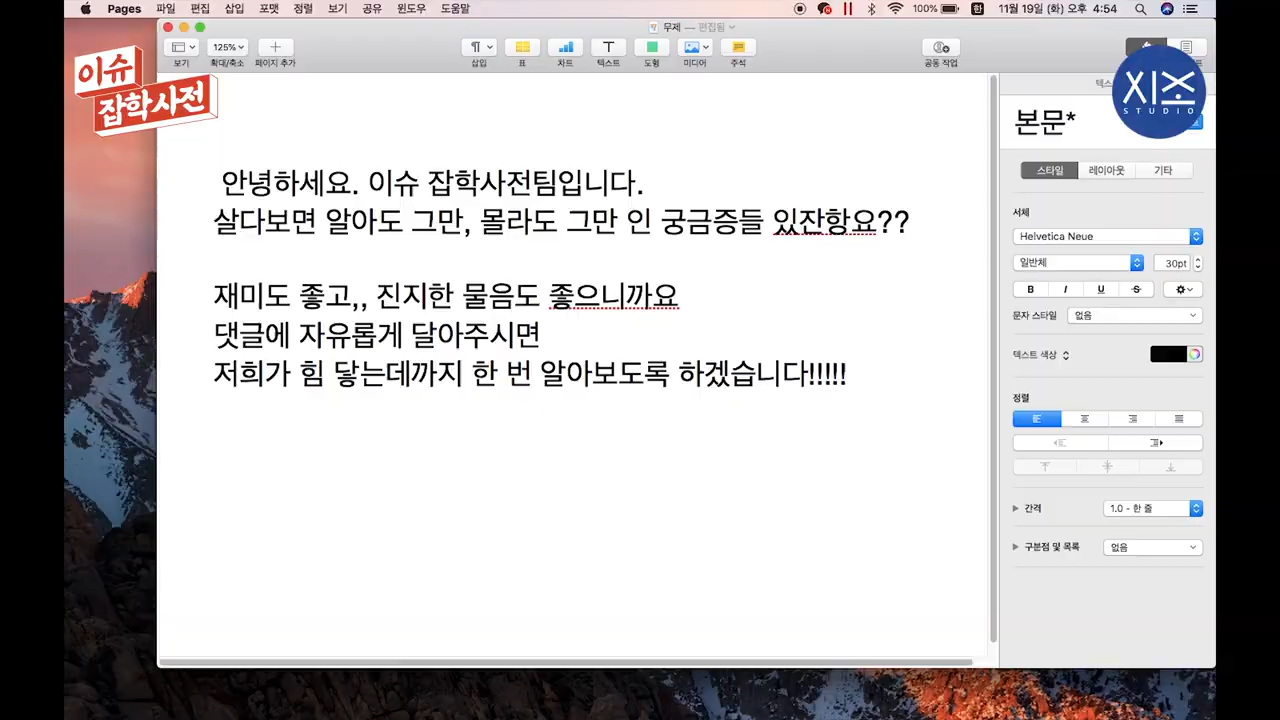 Pages 파일 편집 삽입 포맷 정렬 보기 공유 윈도우 도움말 100% 한 11월 19일 (화) 오후 4:54
무제 — 편집됨
125%
보기 확대/축소 페이지 추가 삽입 표 차트 텍스트 도형 미디어 주석 공동 작업
이슈
잡학사전
지조
STUDIO
본문*
스타일 레이아웃 기타
안녕하세요. 이슈 잡학사전팀입니다.
살다보면 알아도 그만, 몰라도 그만 인 궁금증들 있잔항요??
재미도 좋고,, 진지한 물음도 좋으니까요
댓글에 자유롭게 달아주시면
저희가 힘 닿는데까지 한 번 알아보도록 하겠습니다!!!!!
서체
Helvetica Neue
일반체 30pt
B I U S
문자 스타일 없음
텍스트 색상
정렬
간격 1.0 - 한 줄
구분점 및 목록 없음